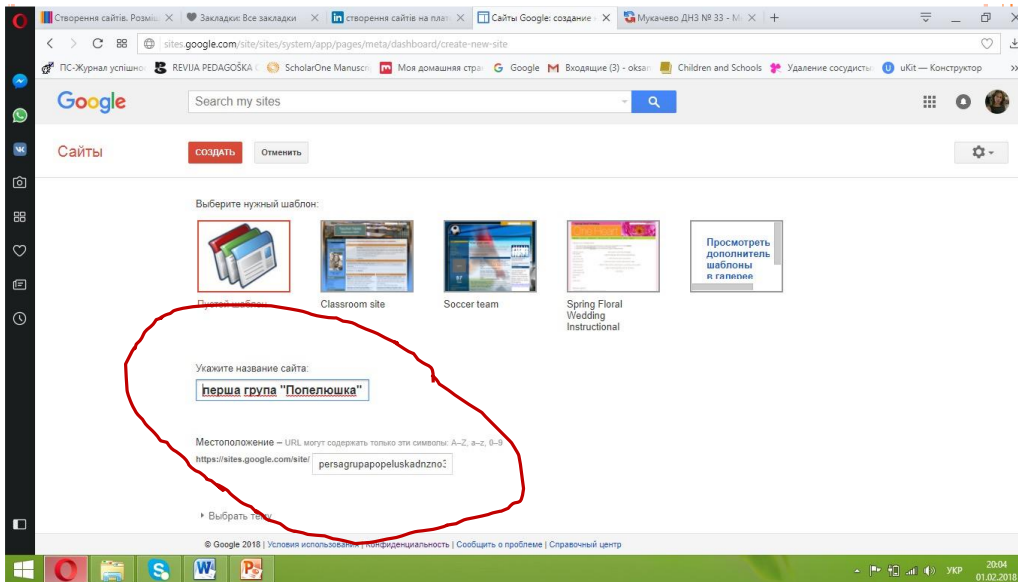 Створення сайтів. Розміщ
Закладки: Все закладки
створення сайтів на плат
Сайты Google: создание
Мукачево ДНЗ № 33 -
sites.google.com/site/sites/system/app/pages/meta/dashboard/create-new-site
ПС-Журнал успішно
REVIJA PEDAGOŠKA
ScholarOne Manuscri
Моя домашняя стра
Google
Входящие (3) - oksan
Children and Schools
Удаление сосудисты
uKit — Конструктор
Google
Search my sites
Сайты
СОЗДАТЬ
Отменить
Выберите нужный шаблон:
Просмотреть
дополнитель
шаблоны
в галерее
Пустой шаблон
Classroom site
Soccer team
Spring Floral
Wedding
Instructional
Укажите название сайта:
перша група "Попелюшка"
Местоположение – URL могут содержать только эти символы: A–Z, a–z, 0–9
https://sites.google.com/site/
persagrupapopeluskadnzno3
Выбрать тему
© Google 2018 | Условия использования | Конфиденциальность | Сообщить о проблеме | Справочный центр
УКР
20:04
01.02.2018